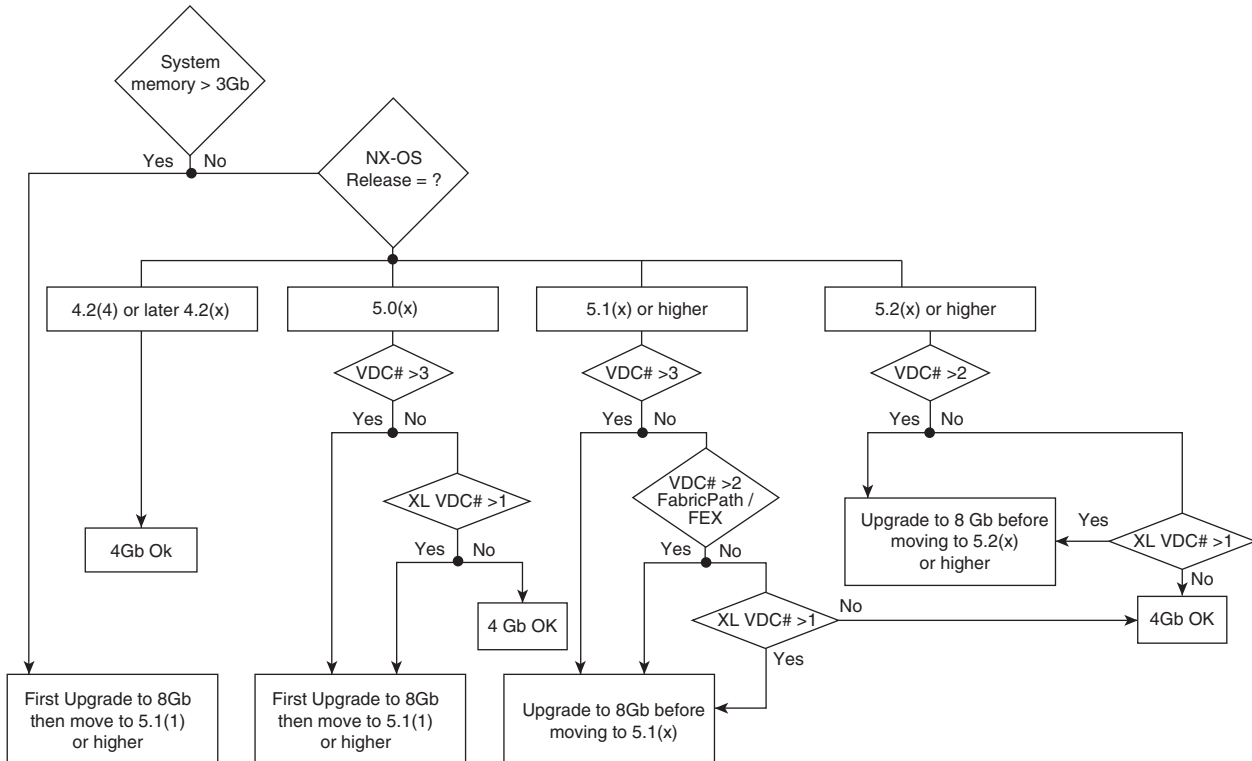 System
memory > 3Gb
Yes No
NX-OS
Release = ?
4.2(4) or later 4.2(x)
5.0(x)
5.1(x) or higher
5.2(x) or higher
VDC# >3
VDC# >3
VDC# >2
Yes No
Yes No
Yes No
XL VDC# >1
VDC# >2
FabricPath /
FEX
Upgrade to 8 Gb before
moving to 5.2(x)
or higher
Yes
XL VDC# >1
4Gb Ok
Yes No
Yes No
No
4 Gb OK
XL VDC# >1
No
4Gb OK
Yes
First Upgrade to 8Gb
then move to 5.1(1)
or higher
First Upgrade to 8Gb
then move to 5.1(1)
or higher
Upgrade to 8Gb before
moving to 5.1(x)